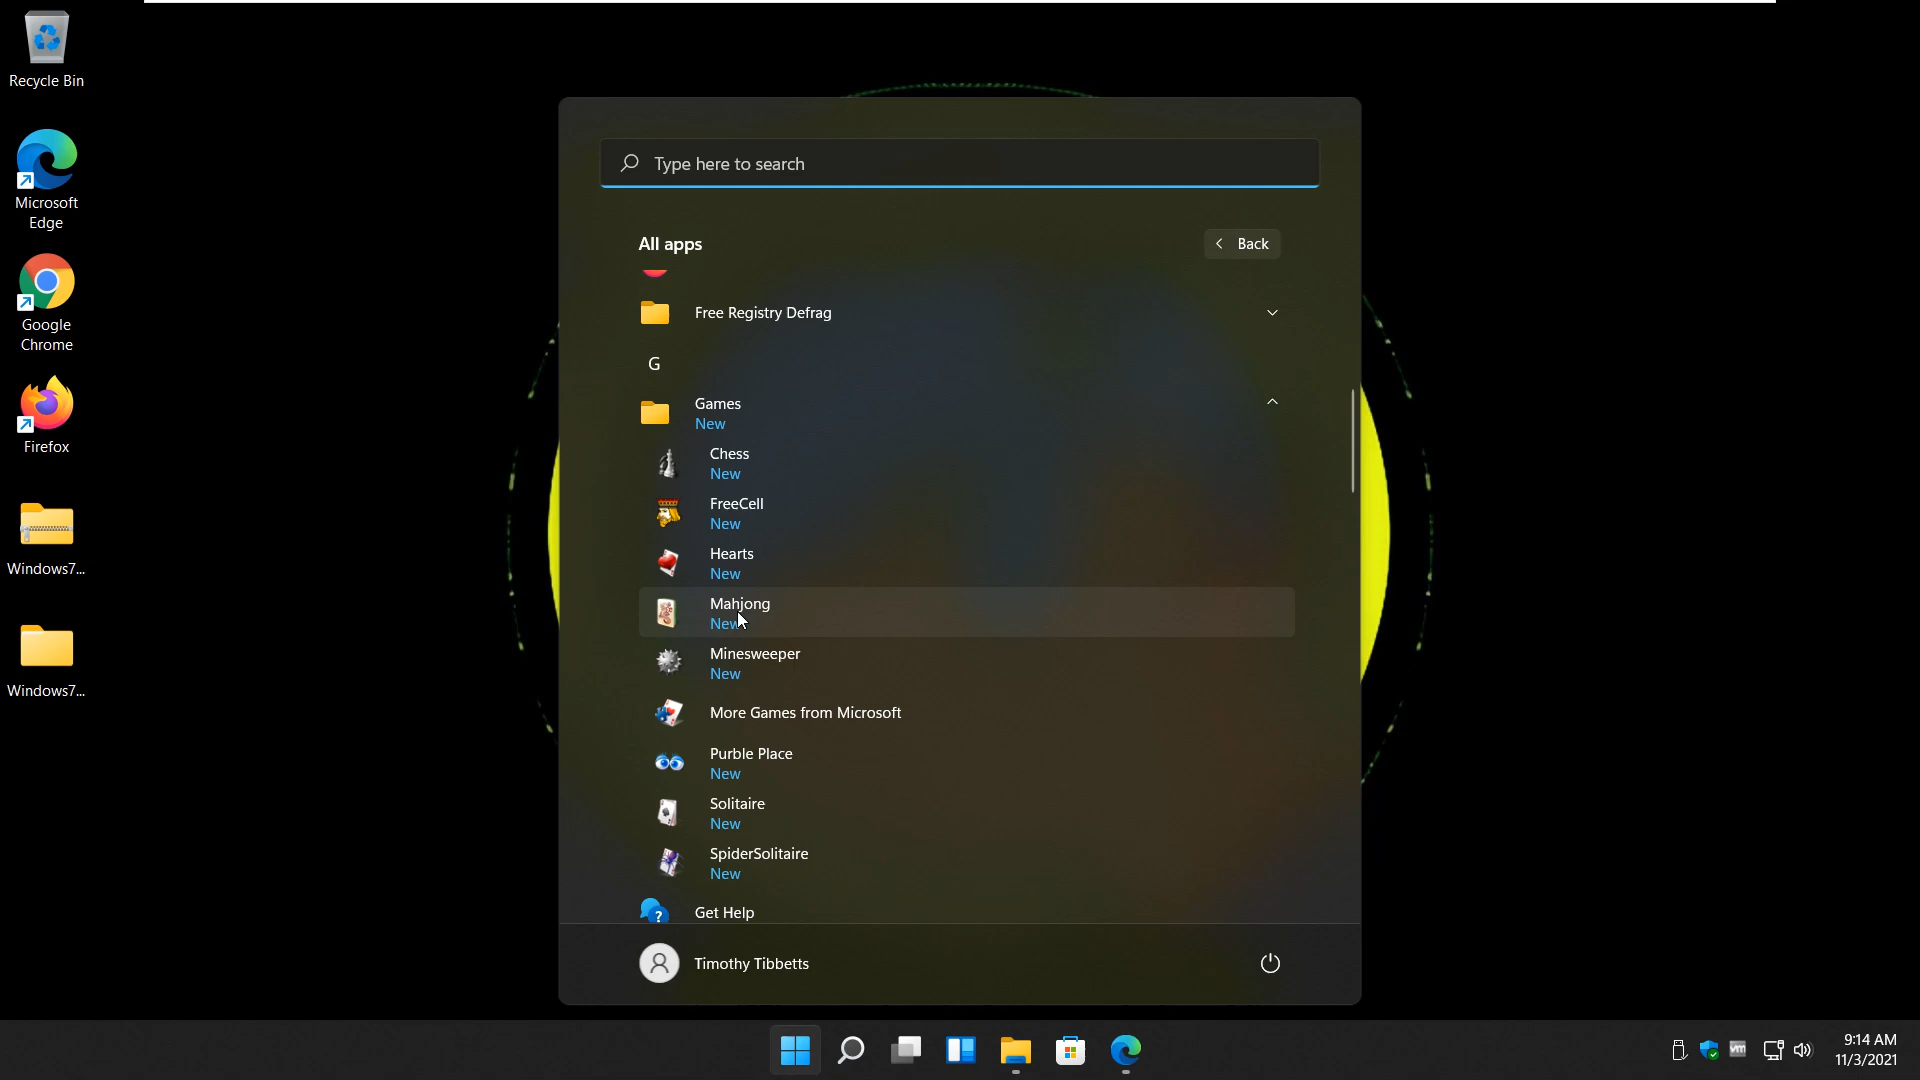 Recycle Bin
Microsoft
Edge
Google
Chrome
Firefox
Windows7...
Windows7...
Type here to search
All apps
Back
Free Registry Defrag
G
Games
New
Chess
New
FreeCell
New
Hearts
New
Mahjong
New
Minesweeper
New
More Games from Microsoft
Purble Place
New
Solitaire
New
SpiderSolitaire
New
Get Help
Timothy Tibbetts
vm
9:14 AM
11/3/2021